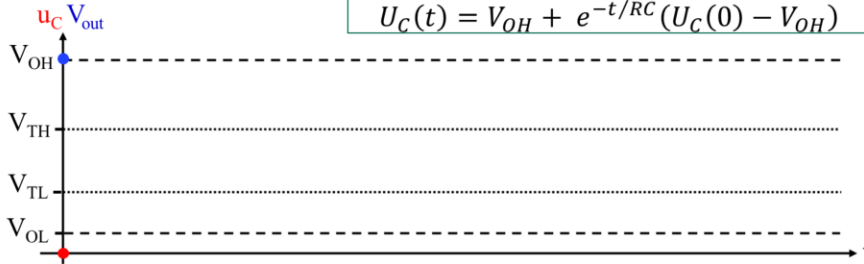 u_C V_out
U_C(t) = V_OH + e^{-t/RC}(U_C(0) − V_OH)
V_OH
V_TH
V_TL
V_OL